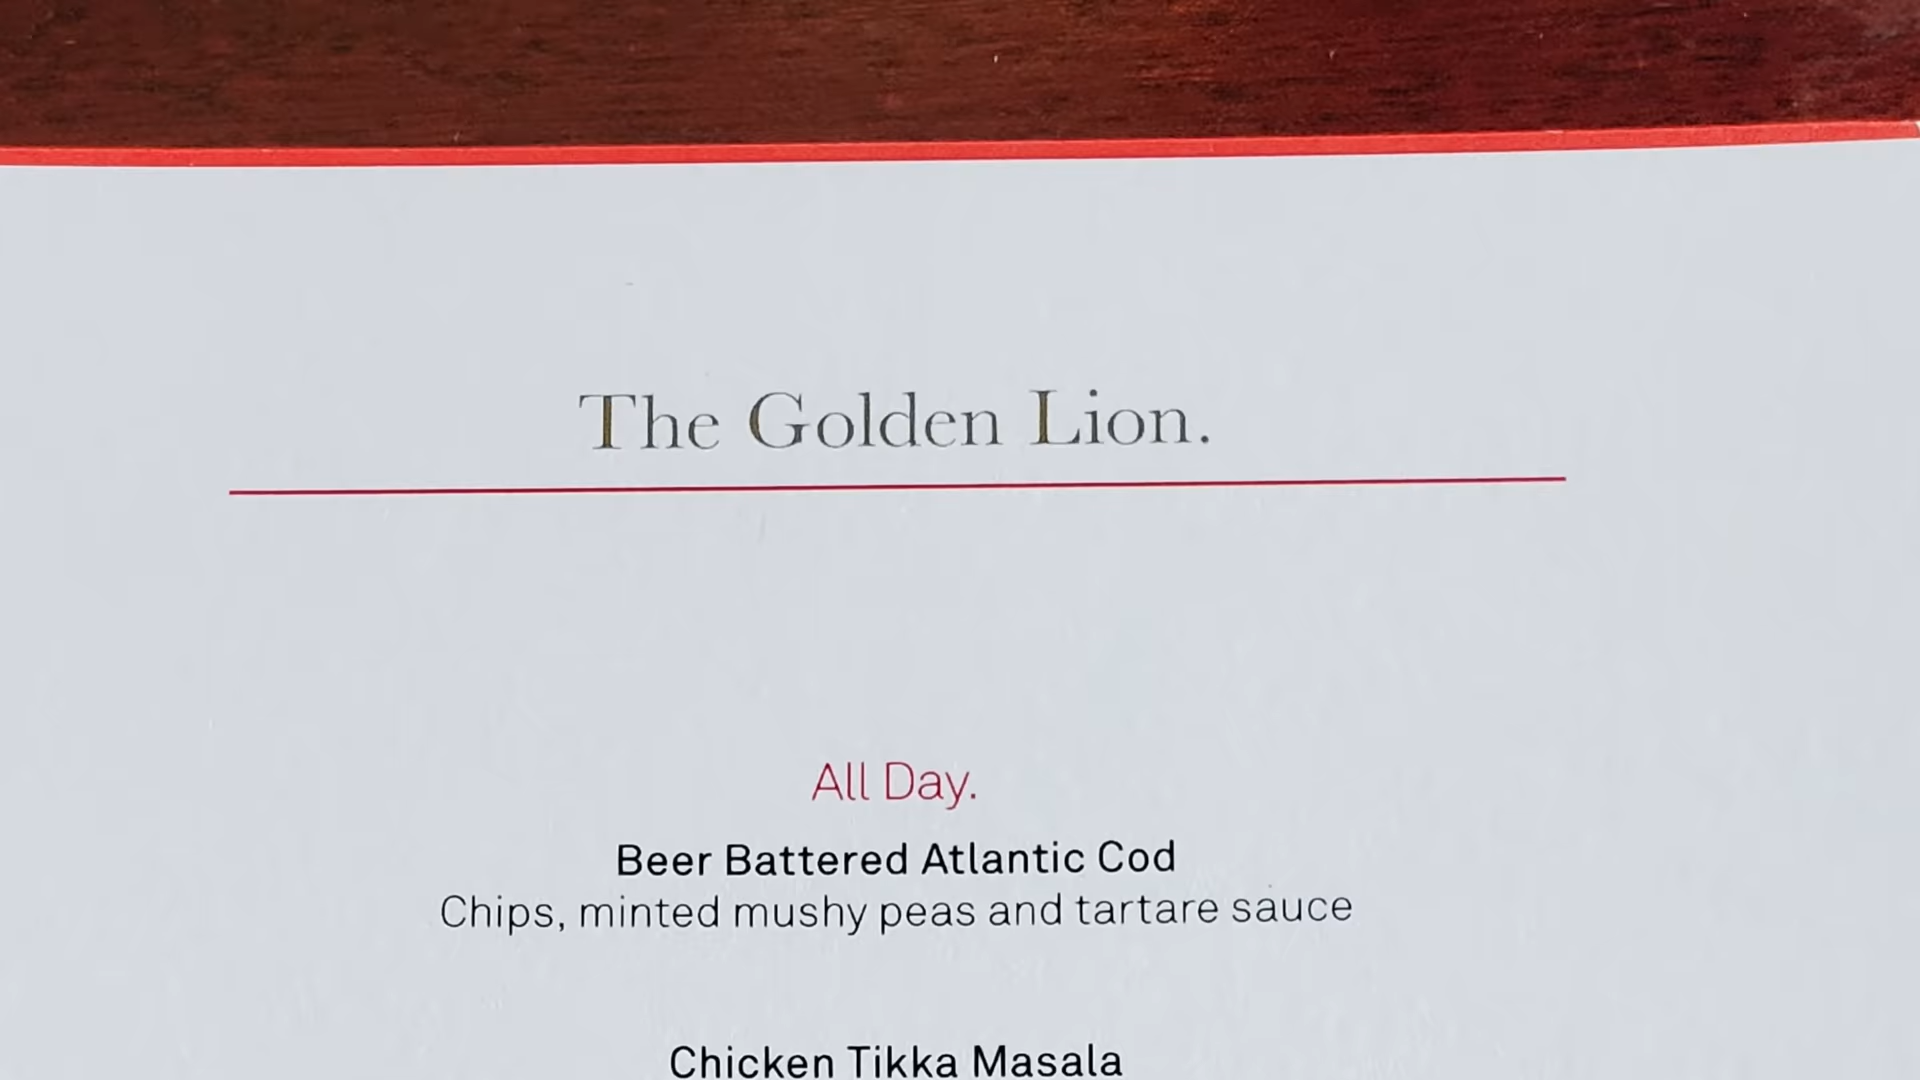 The Golden Lion.
All Day.
Beer Battered Atlantic Cod
Chips, minted mushy peas and tartare sauce
Chicken Tikka Masala